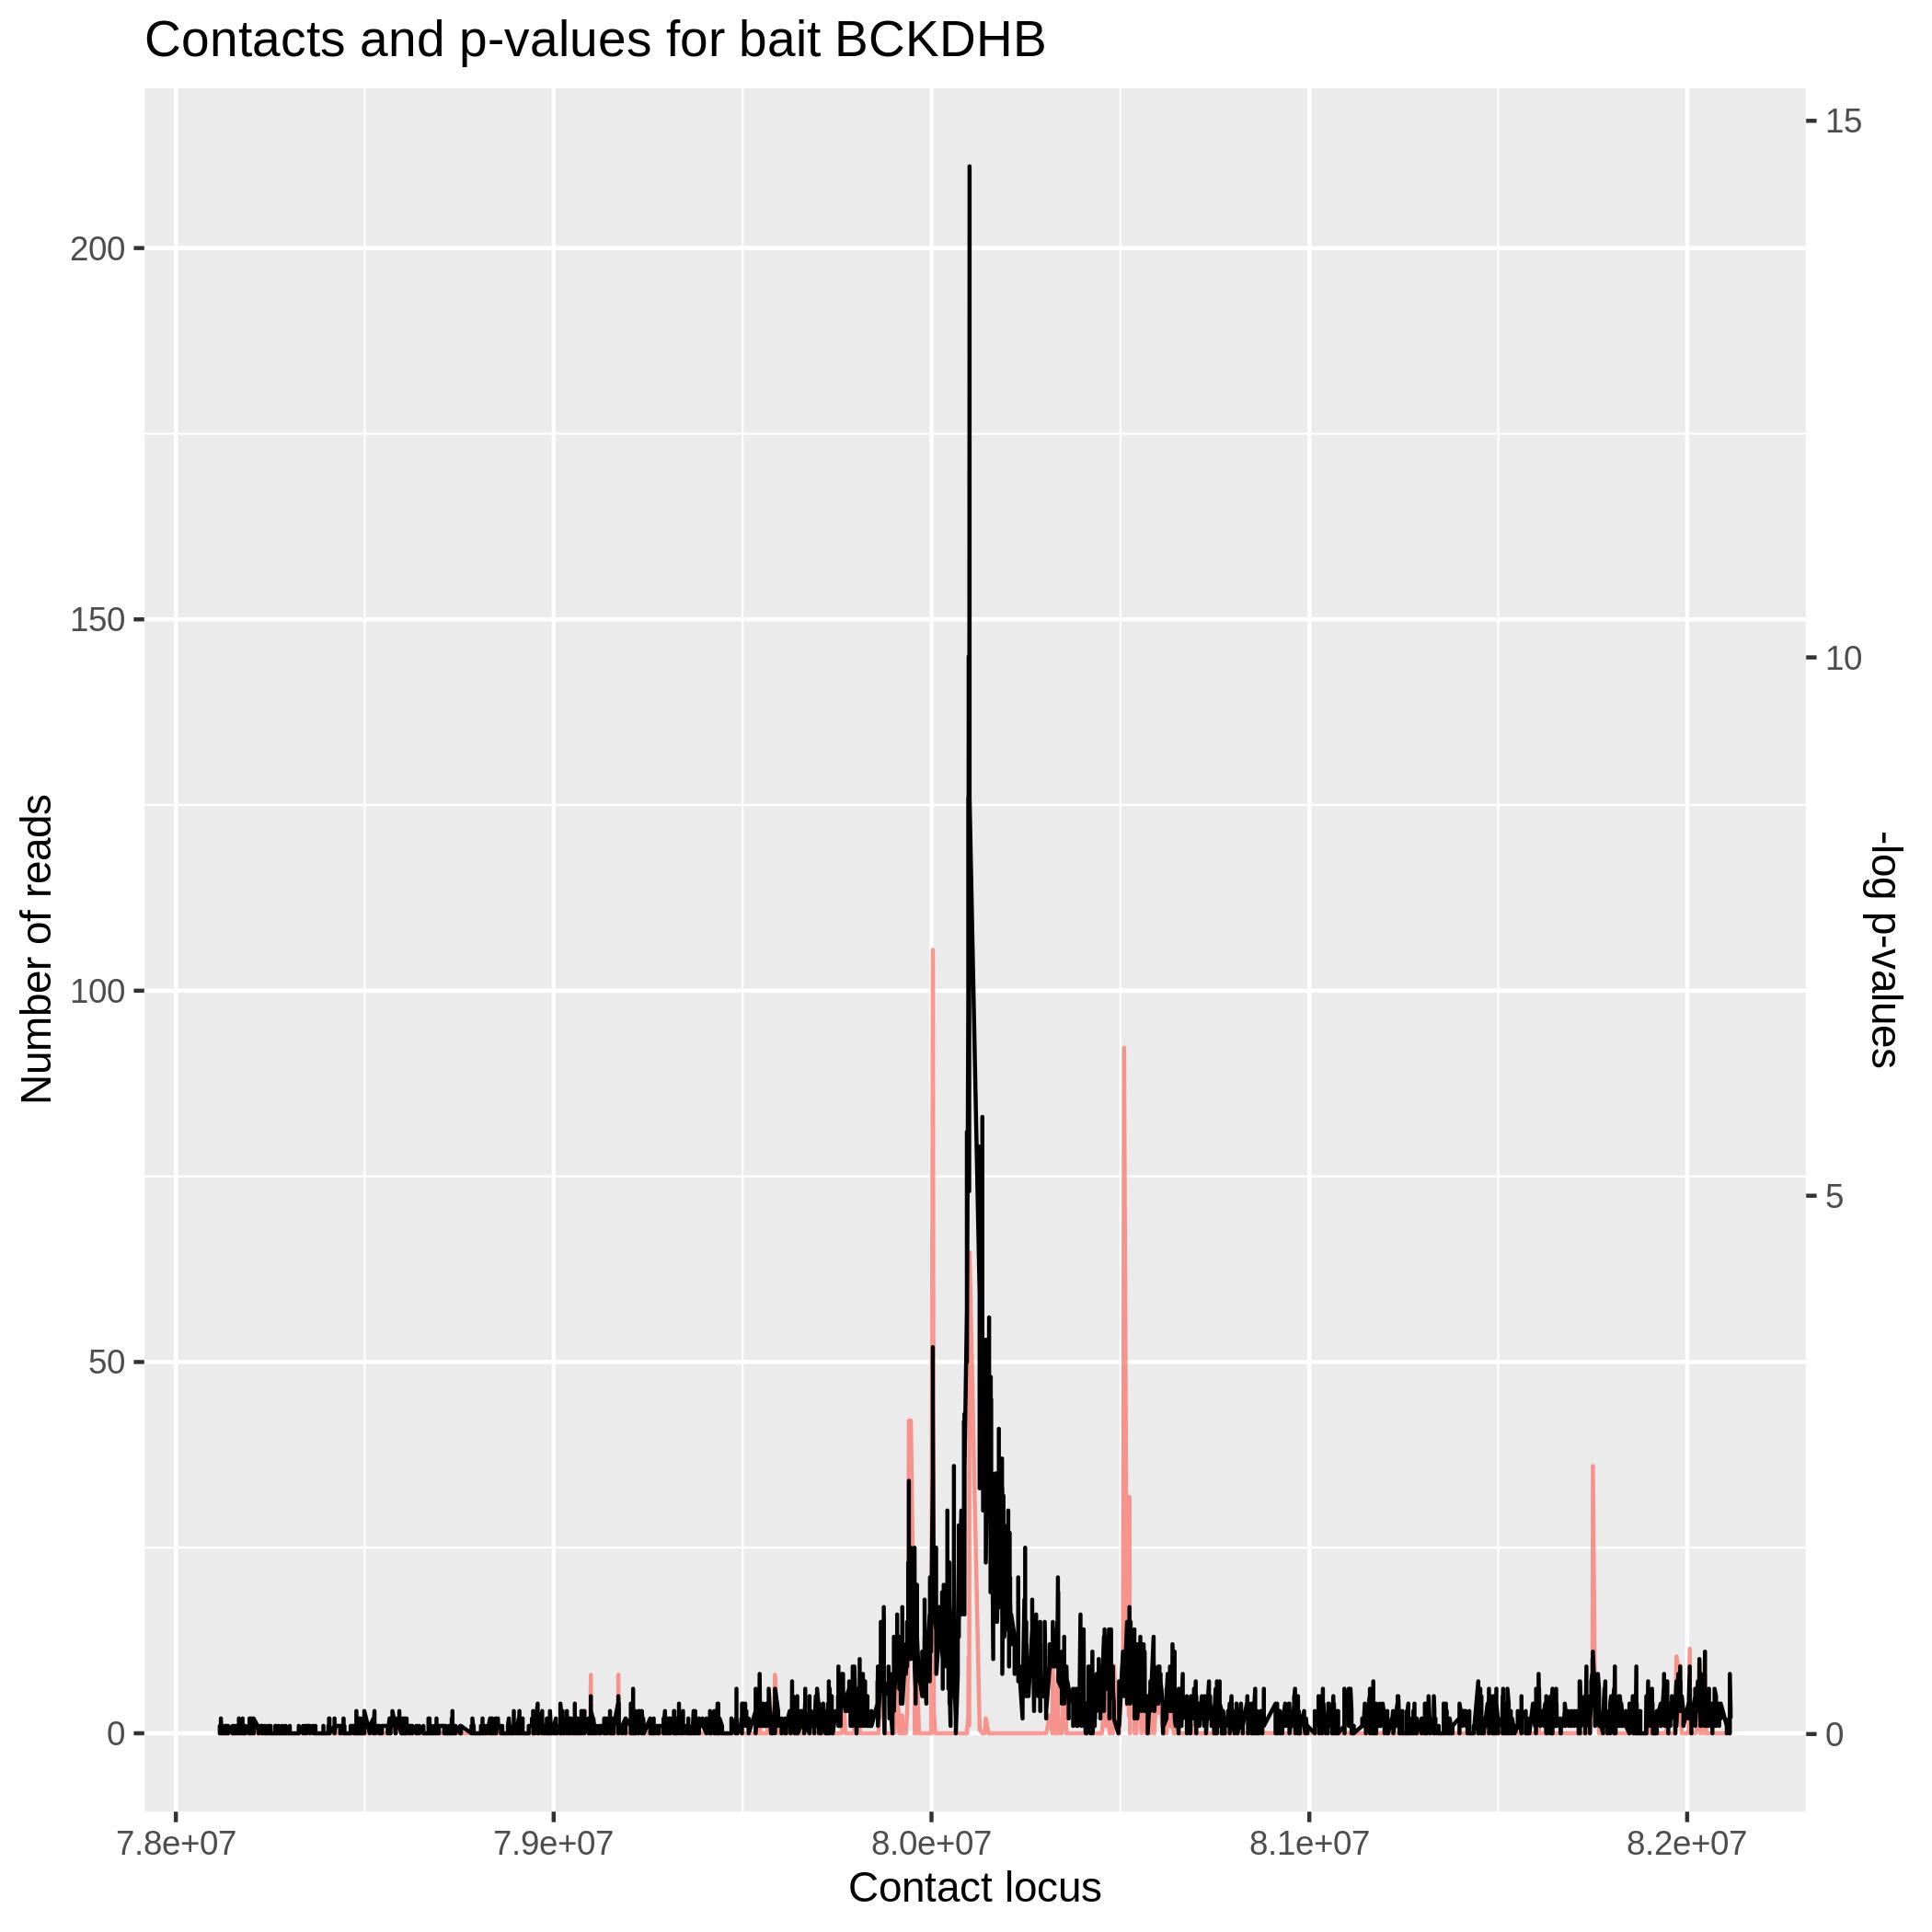 Contacts and p-values for bait BCKDHB
15
200
150
10
Number of reads
-log p-values
100
5
50
0
0
7.8e+07
7.9e+07
8.0e+07
8.1e+07
8.2e+07
Contact locus